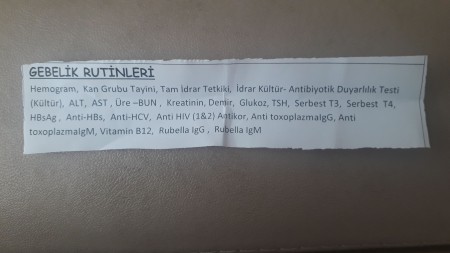 GEBELİK RUTİNLERİ
Hemogram, Kan Grubu Tayini, Tam İdrar Tetkiki, İdrar Kültür- Antibiyotik Duyarlılık Testi
(Kültür), ALT, AST , Üre –BUN , Kreatinin, Demir, Glukoz, TSH, Serbest T3, Serbest T4,
HBsAg , Anti-HBs, Anti-HCV, Anti HIV (1&2) Antikor, Anti toxoplazmaIgG, Anti
toxoplazmaIgM, Vitamin B12, Rubella IgG , Rubella IgM